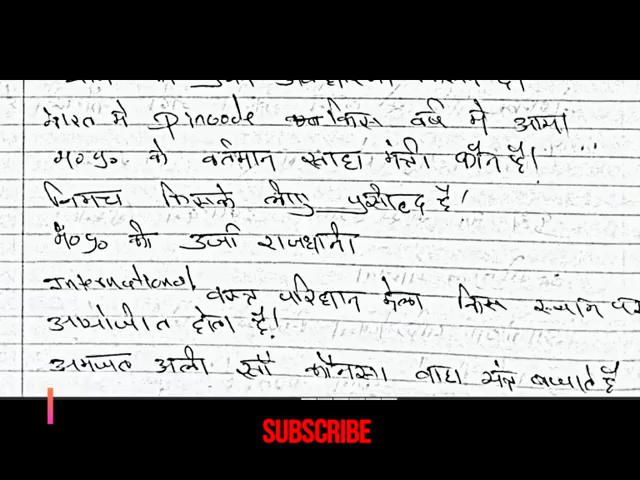 भारत मे Pincode किस वर्ष मे आया।
म०प्र० के वर्तमान खाद्य मंत्री कौन है।
निमच किसके लीए प्रसीद्द है।
म०प्र० की उर्जा राजधानी
International वस्त्र परिधान मेला किस स्थान पर
आयोजीत होता है।
अमजद अली खाँ कौनसा वाद्य यंत्र बजाते है
SUBSCRIBE